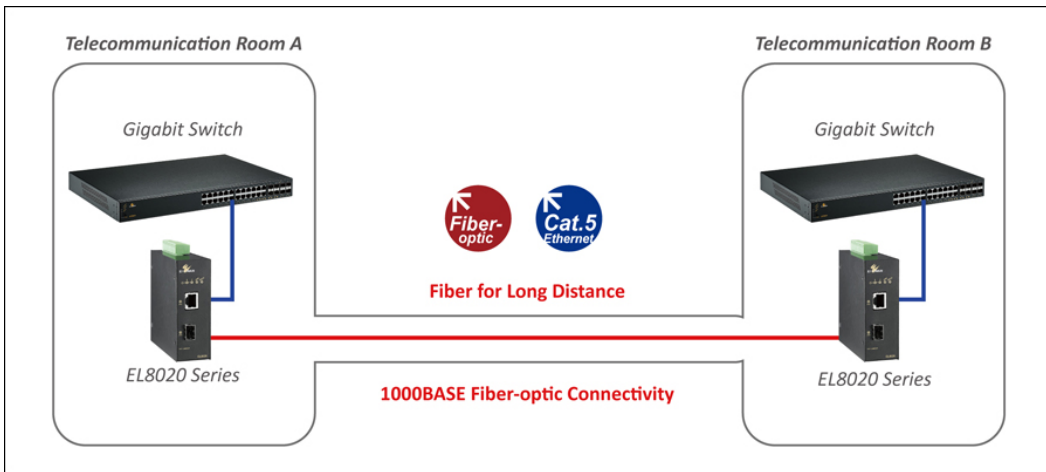 Telecommunication Room A
Telecommunication Room B
Gigabit Switch
Gigabit Switch
Fiber-
optic
Cat.5
Ethernet
Fiber for Long Distance
EL8020 Series
EL8020 Series
1000BASE Fiber-optic Connectivity